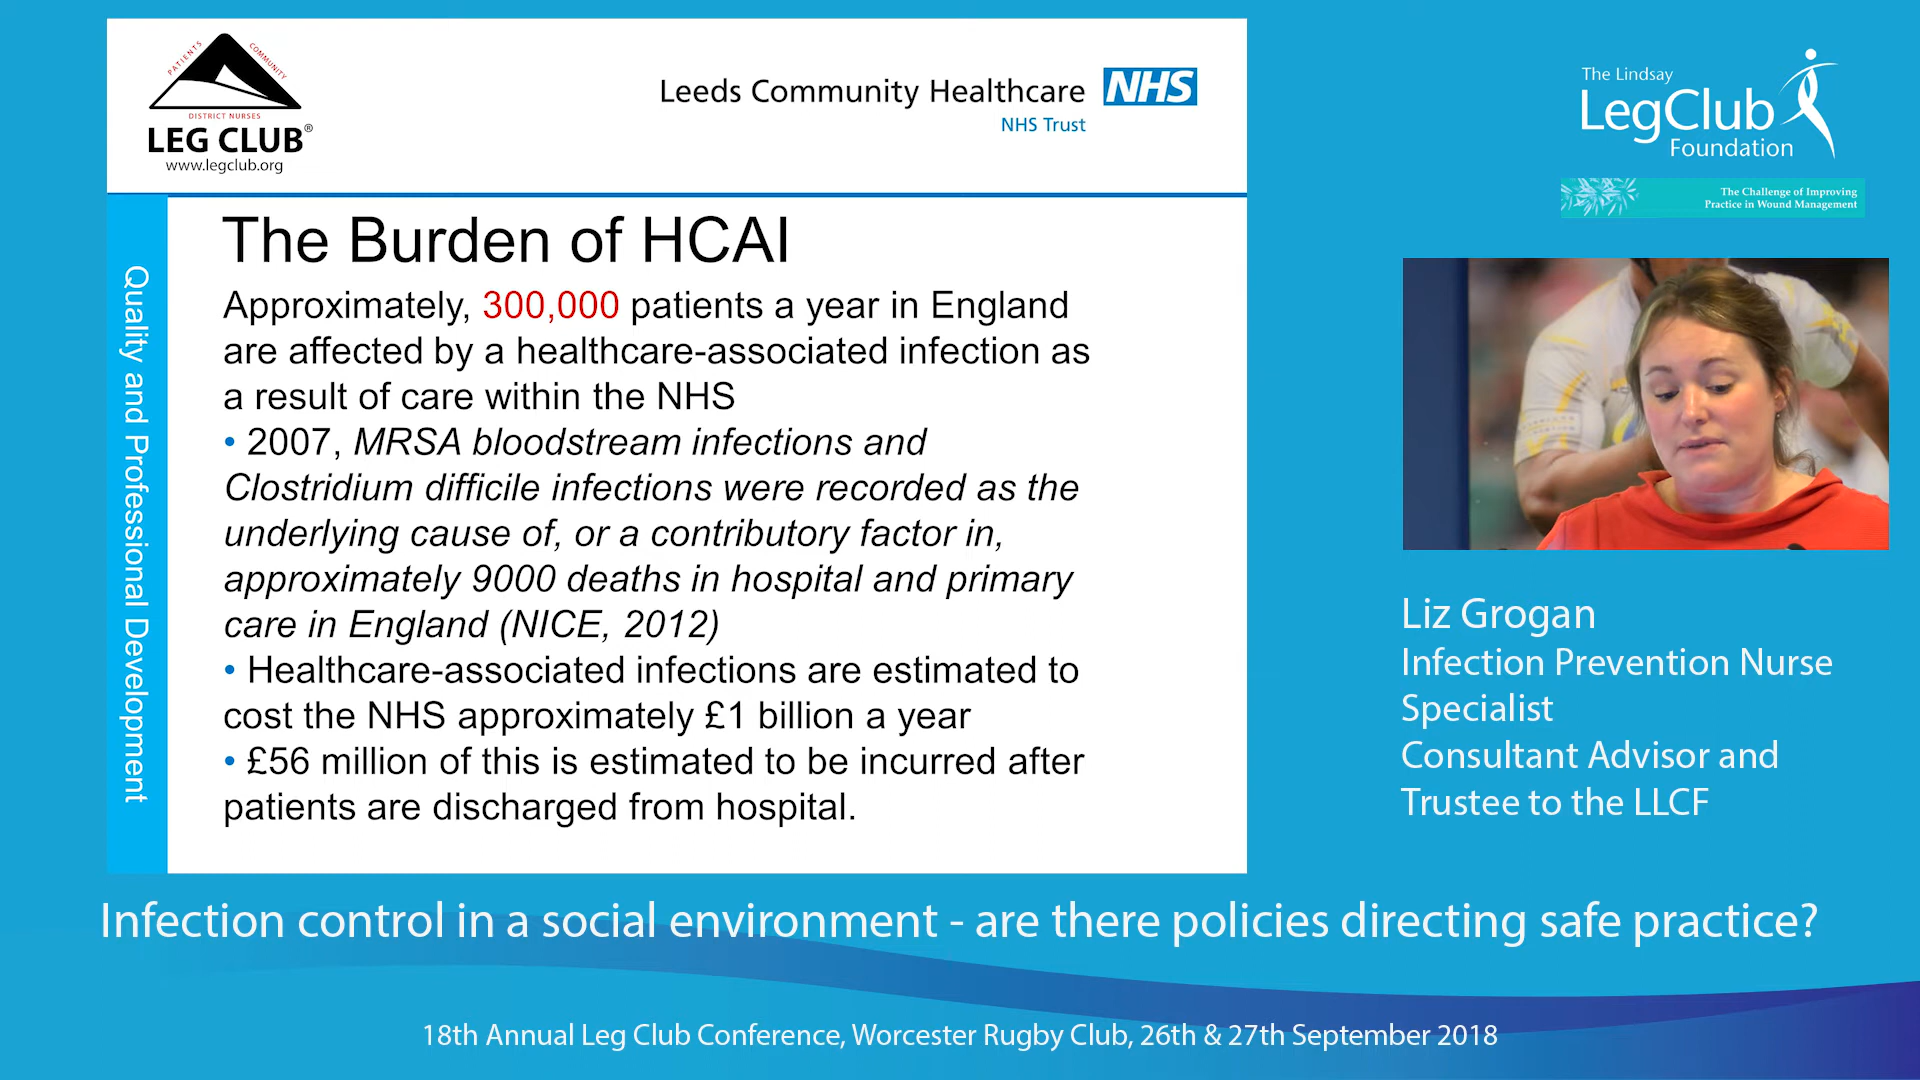 PATIENTS
COMMUNITY
DISTRICT NURSES
LEG CLUB®
www.legclub.org
Leeds Community Healthcare NHS
NHS Trust
Quality and Professional Development
The Burden of HCAI
Approximately, 300,000 patients a year in England
are affected by a healthcare-associated infection as
a result of care within the NHS
• 2007, MRSA bloodstream infections and
Clostridium difficile infections were recorded as the
underlying cause of, or a contributory factor in,
approximately 9000 deaths in hospital and primary
care in England (NICE, 2012)
• Healthcare-associated infections are estimated to
cost the NHS approximately £1 billion a year
• £56 million of this is estimated to be incurred after
patients are discharged from hospital.
The Lindsay
LegClub
Foundation
The Challenge of Improving
Practice in Wound Management
Liz Grogan
Infection Prevention Nurse
Specialist
Consultant Advisor and
Trustee to the LLCF
Infection control in a social environment - are there policies directing safe practice?
18th Annual Leg Club Conference, Worcester Rugby Club, 26th & 27th September 2018